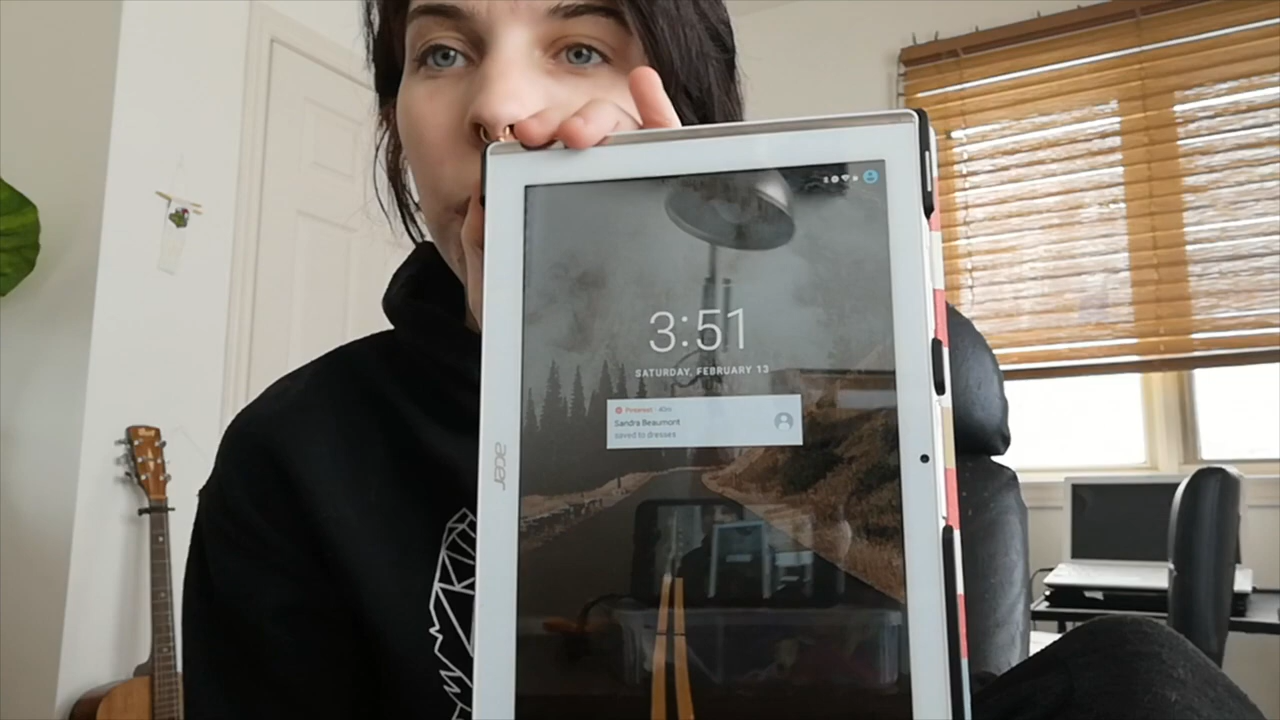 3:51
SATURDAY, FEBRUARY 13
Pinterest · 40m
Sandra Beaumont
saved to dresses
acer